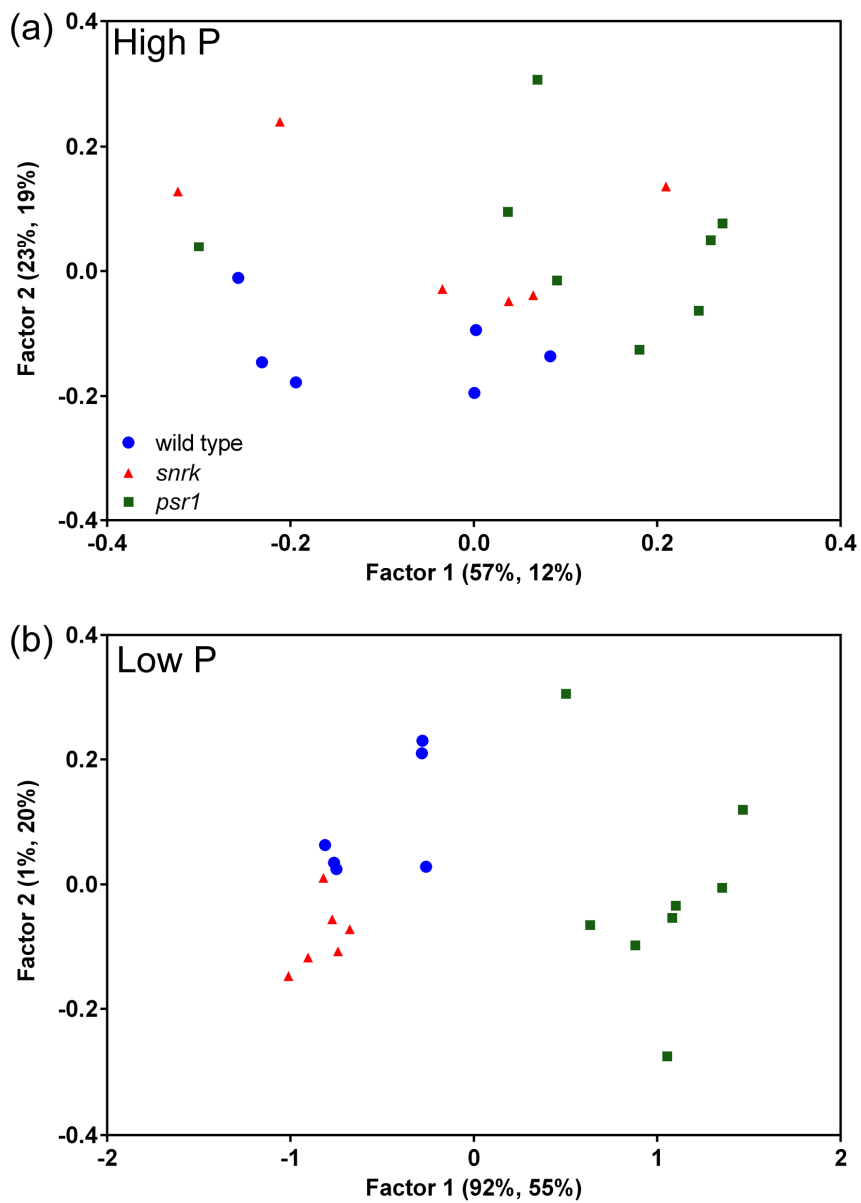 (a)
High P
0.4
0.2
0.0
-0.2
-0.4
Factor 2 (23%, 19%)
wild type
snrk
psr1
-0.4 -0.2 0.0 0.2 0.4
Factor 1 (57%, 12%)
(b)
Low P
0.4
0.2
0.0
-0.2
-0.4
Factor 2 (1%, 20%)
-2 -1 0 1 2
Factor 1 (92%, 55%)